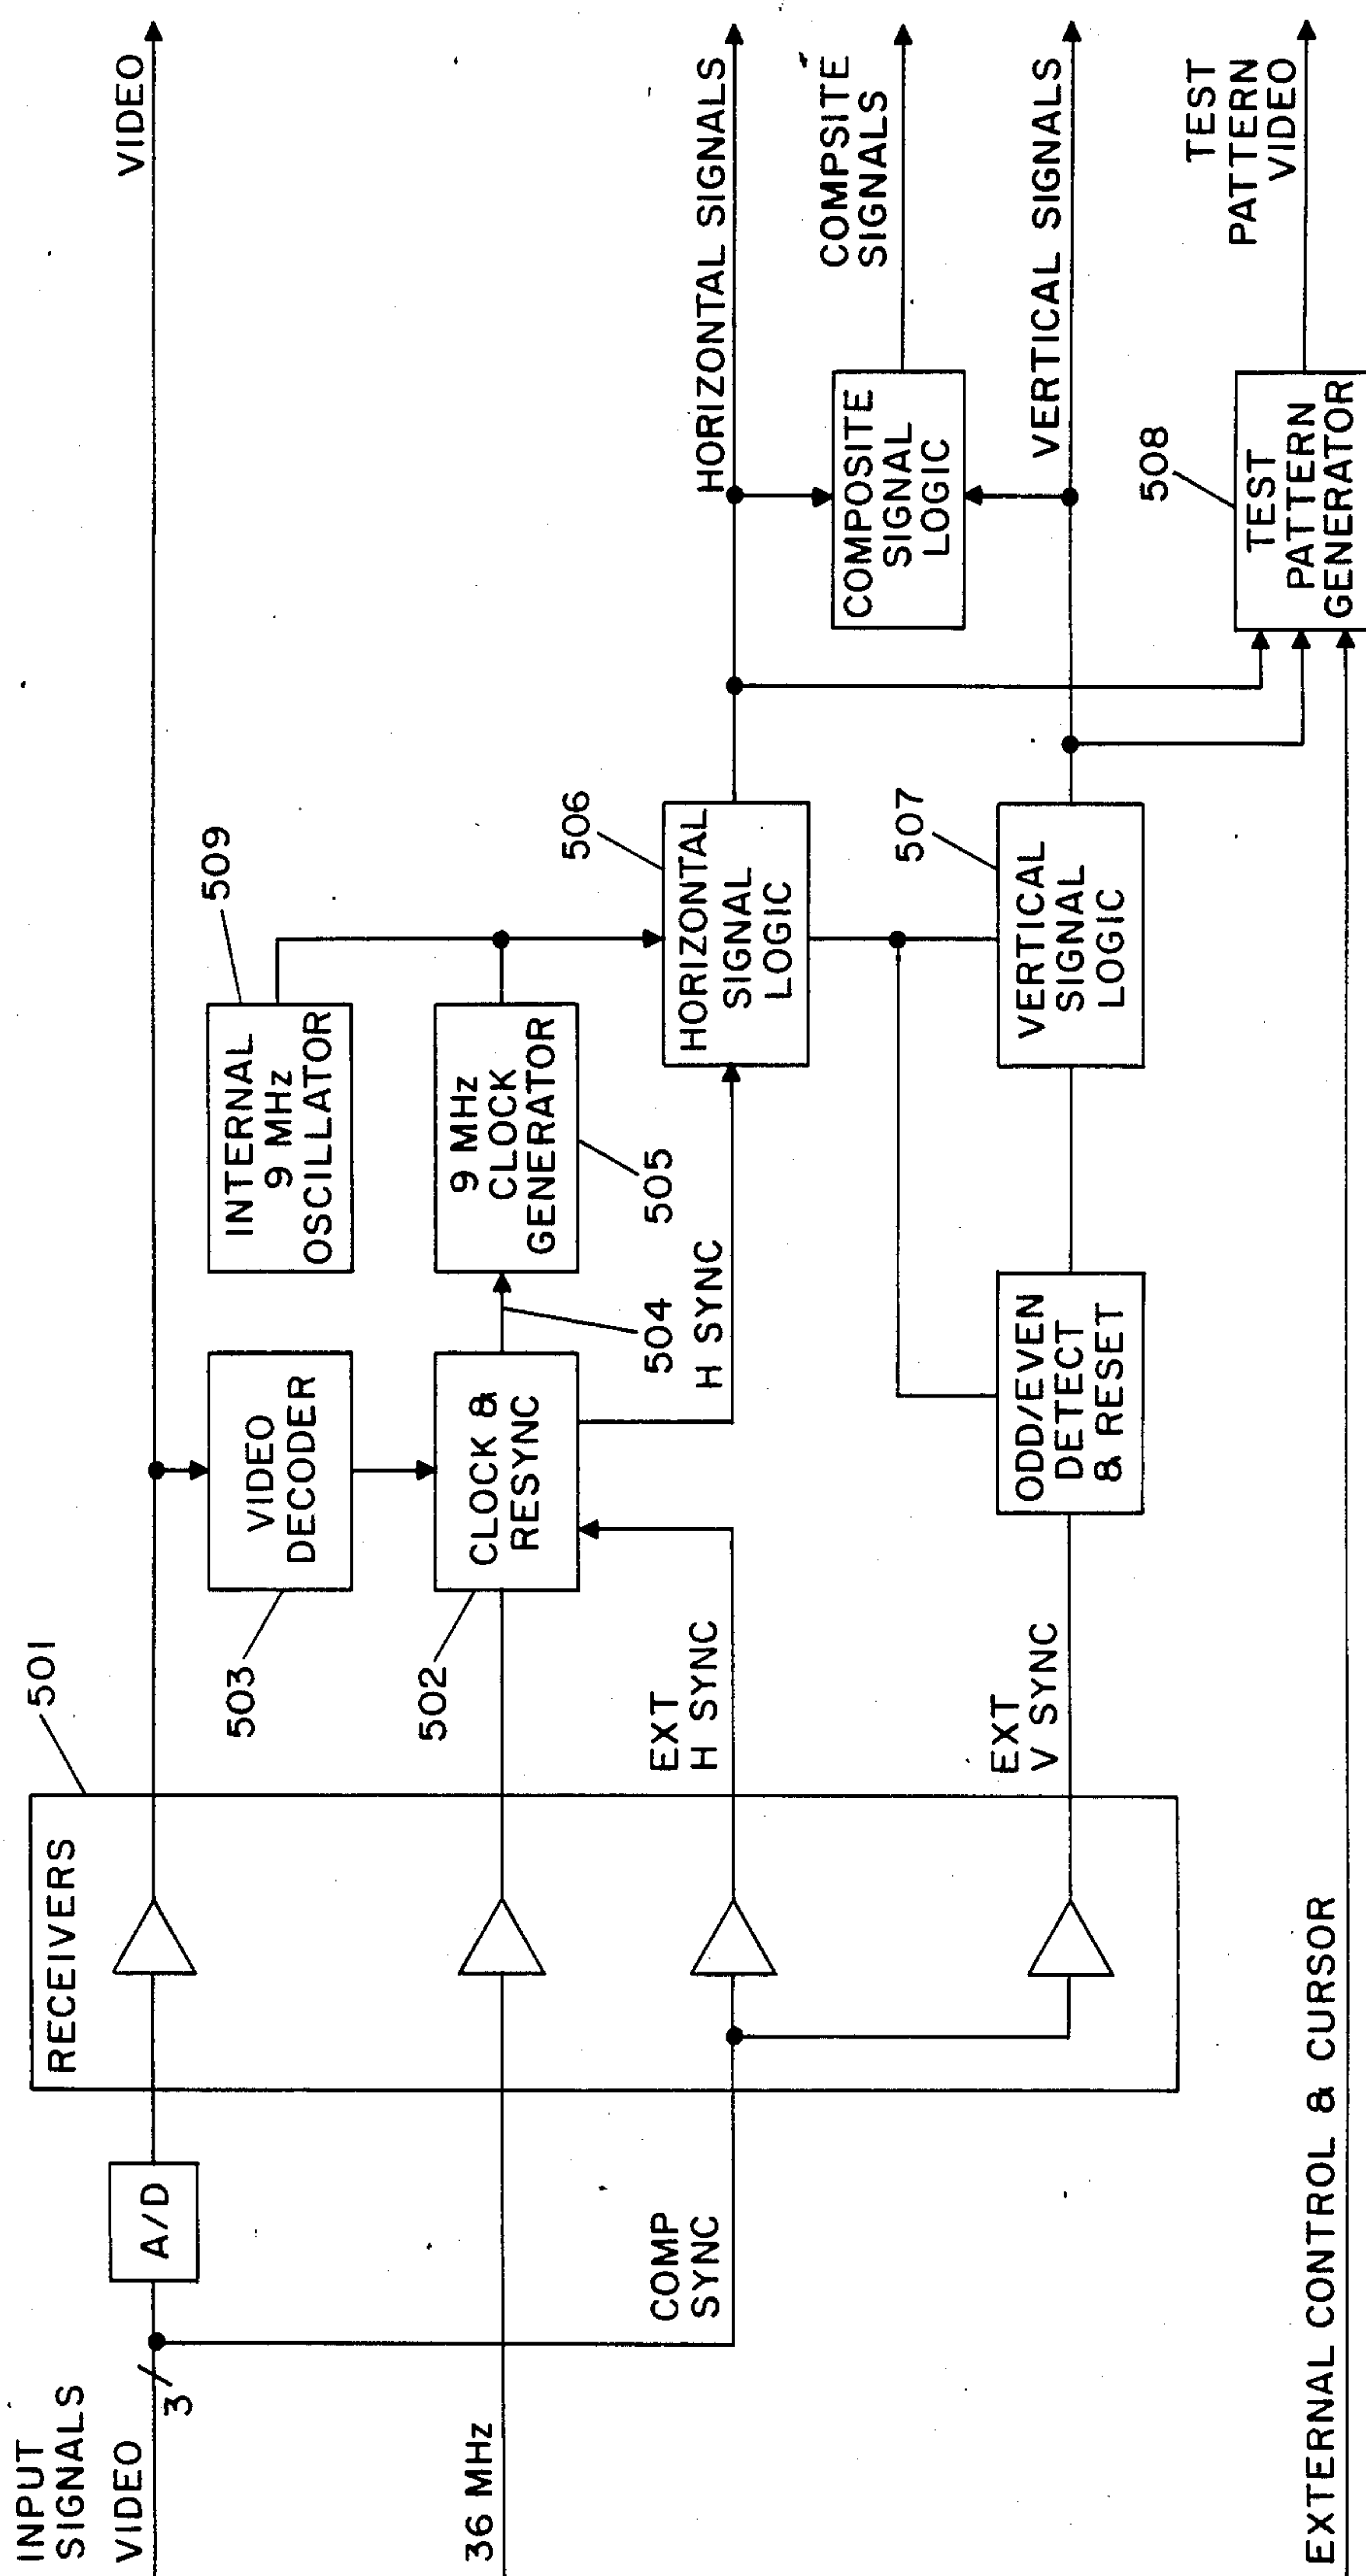 INPUT
SIGNALS
VIDEO
3
A/D
36 MHz
COMP
SYNC
RECEIVERS
501
EXT
H SYNC
EXT
V SYNC
VIDEO
DECODER
503
CLOCK &
RESYNC
502
504
H SYNC
INTERNAL
9 MHz
OSCILLATOR
509
9 MHz
CLOCK
GENERATOR
505
ODD/EVEN
DETECT
& RESET
HORIZONTAL
SIGNAL
LOGIC
506
VERTICAL
SIGNAL
LOGIC
507
COMPOSITE
SIGNAL
LOGIC
508
TEST
PATTERN
GENERATOR
VIDEO
HORIZONTAL SIGNALS
COMPSITE
SIGNALS
VERTICAL SIGNALS
TEST
PATTERN
VIDEO
EXTERNAL CONTROL & CURSOR